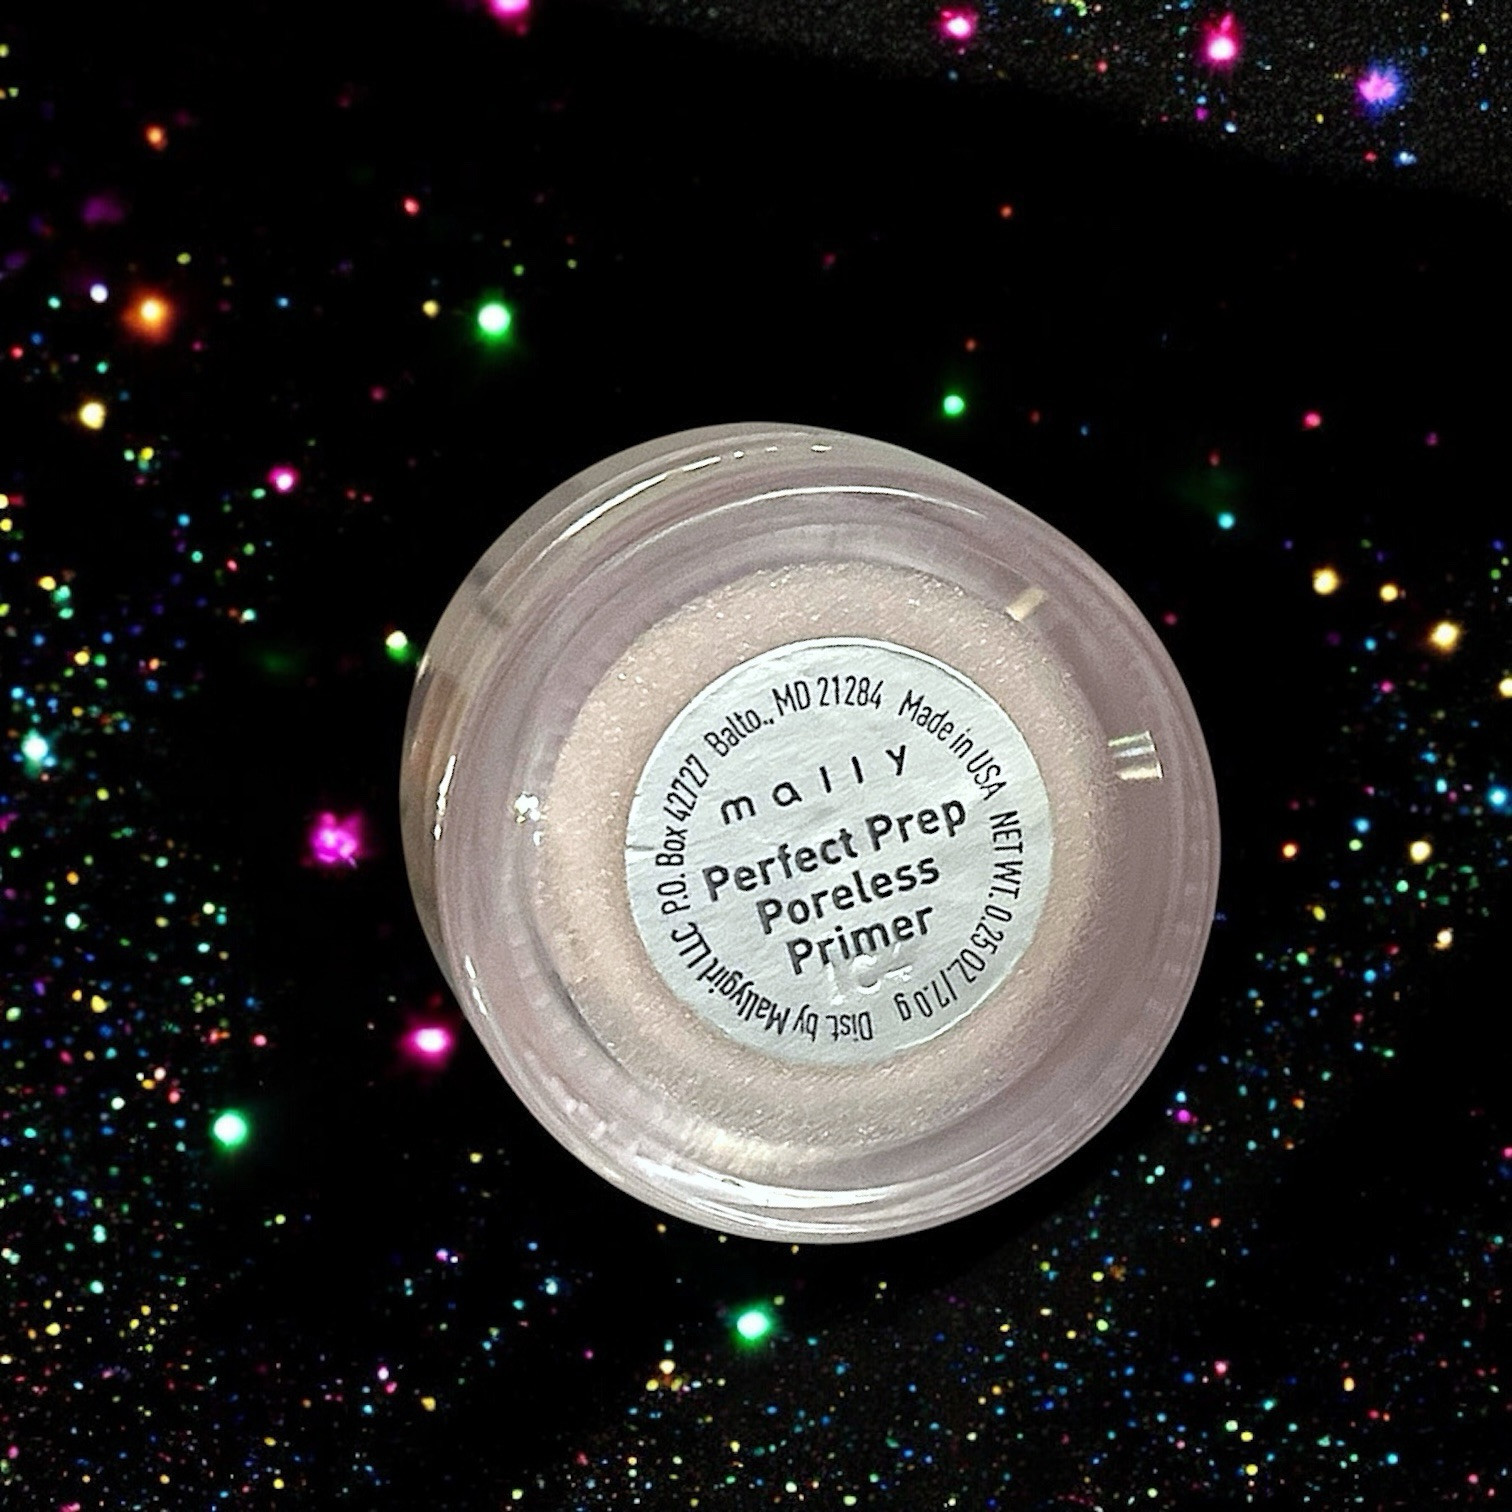 mally
Perfect Prep
Poreless
Primer
Dist. by Mallygirl LLC P.O. Box 42727 Balto., MD 21284 Made in USA NET WT. 0.25 OZ./7.0 g